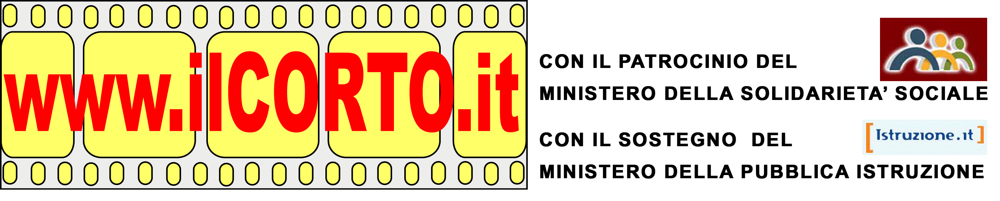 www.ilCORTO.it
CON IL PATROCINIO DEL
MINISTERO DELLA SOLIDARIETA’ SOCIALE
CON IL SOSTEGNO DEL
[Istruzione.it]
MINISTERO DELLA PUBBLICA ISTRUZIONE